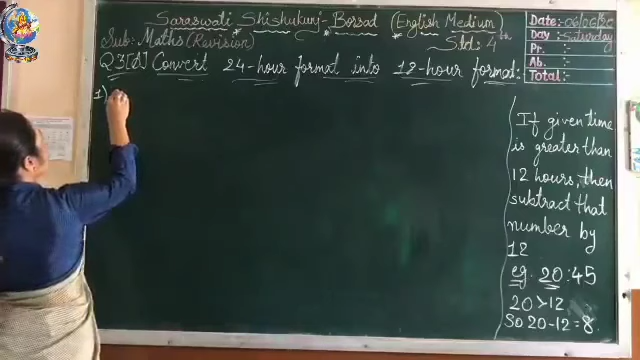 Saraswati Shishukunj - Borsad (English Medium)
Sub:- Maths (Revision)
Std: 4th
Date:- 06/06/20
Day :- Saturday
Pr. :-
Ab. :-
Total:-
Q3[A] Convert 24-hour format into 12-hour format:
1)
If given time
is greater than
12 hours, then
subtract that
number by
12
eg. 20:45
20>12
So 20-12=8.